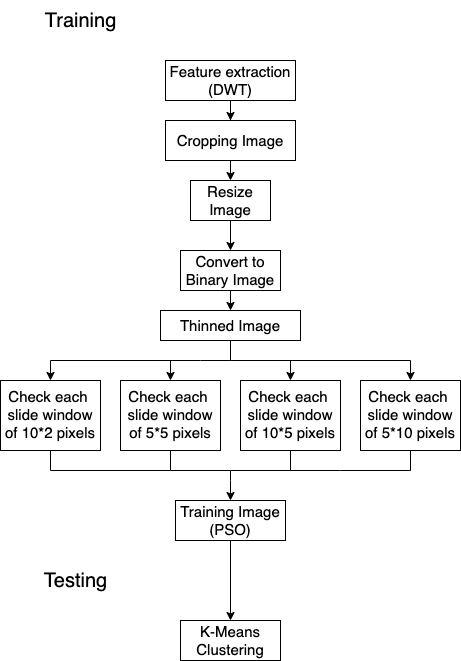 Training
Feature extraction
(DWT)
Cropping Image
Resize
Image
Convert to
Binary Image
Thinned Image
Check each
slide window
of 10*2 pixels
Check each
slide window
of 5*5 pixels
Check each
slide window
of 10*5 pixels
Check each
slide window
of 5*10 pixels
Training Image
(PSO)
Testing
K-Means
Clustering